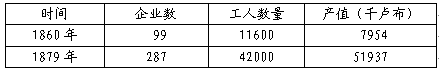 时间 企业数 工人数量 产值（千卢布）
1860年 99 11600 7954
1879年 287 42000 51937